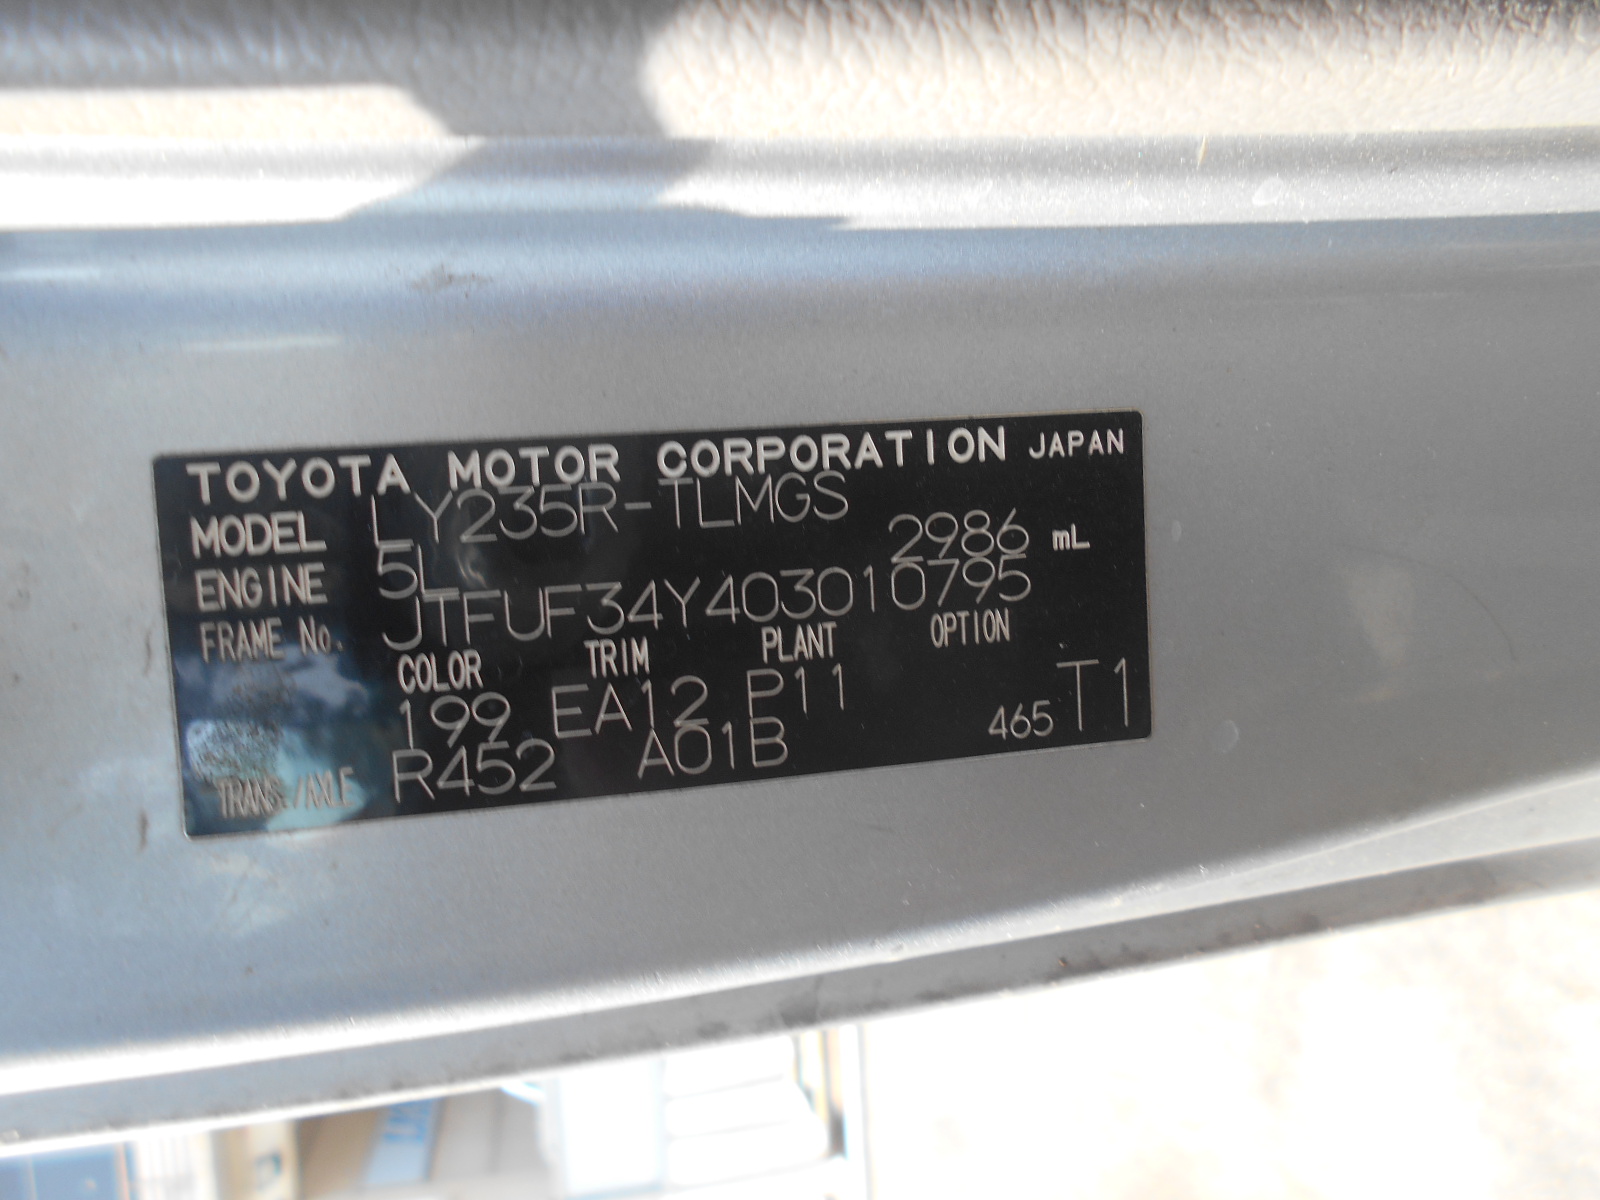 TOYOTA MOTOR CORPORATION JAPAN
MODEL LY235R-TLMGS
ENGINE 5L 2986 mL
FRAME No. JTFUF34Y403010795
COLOR TRIM PLANT OPTION
199 EA12 P11
TRANS./AXLE R452 A01B 465 T1